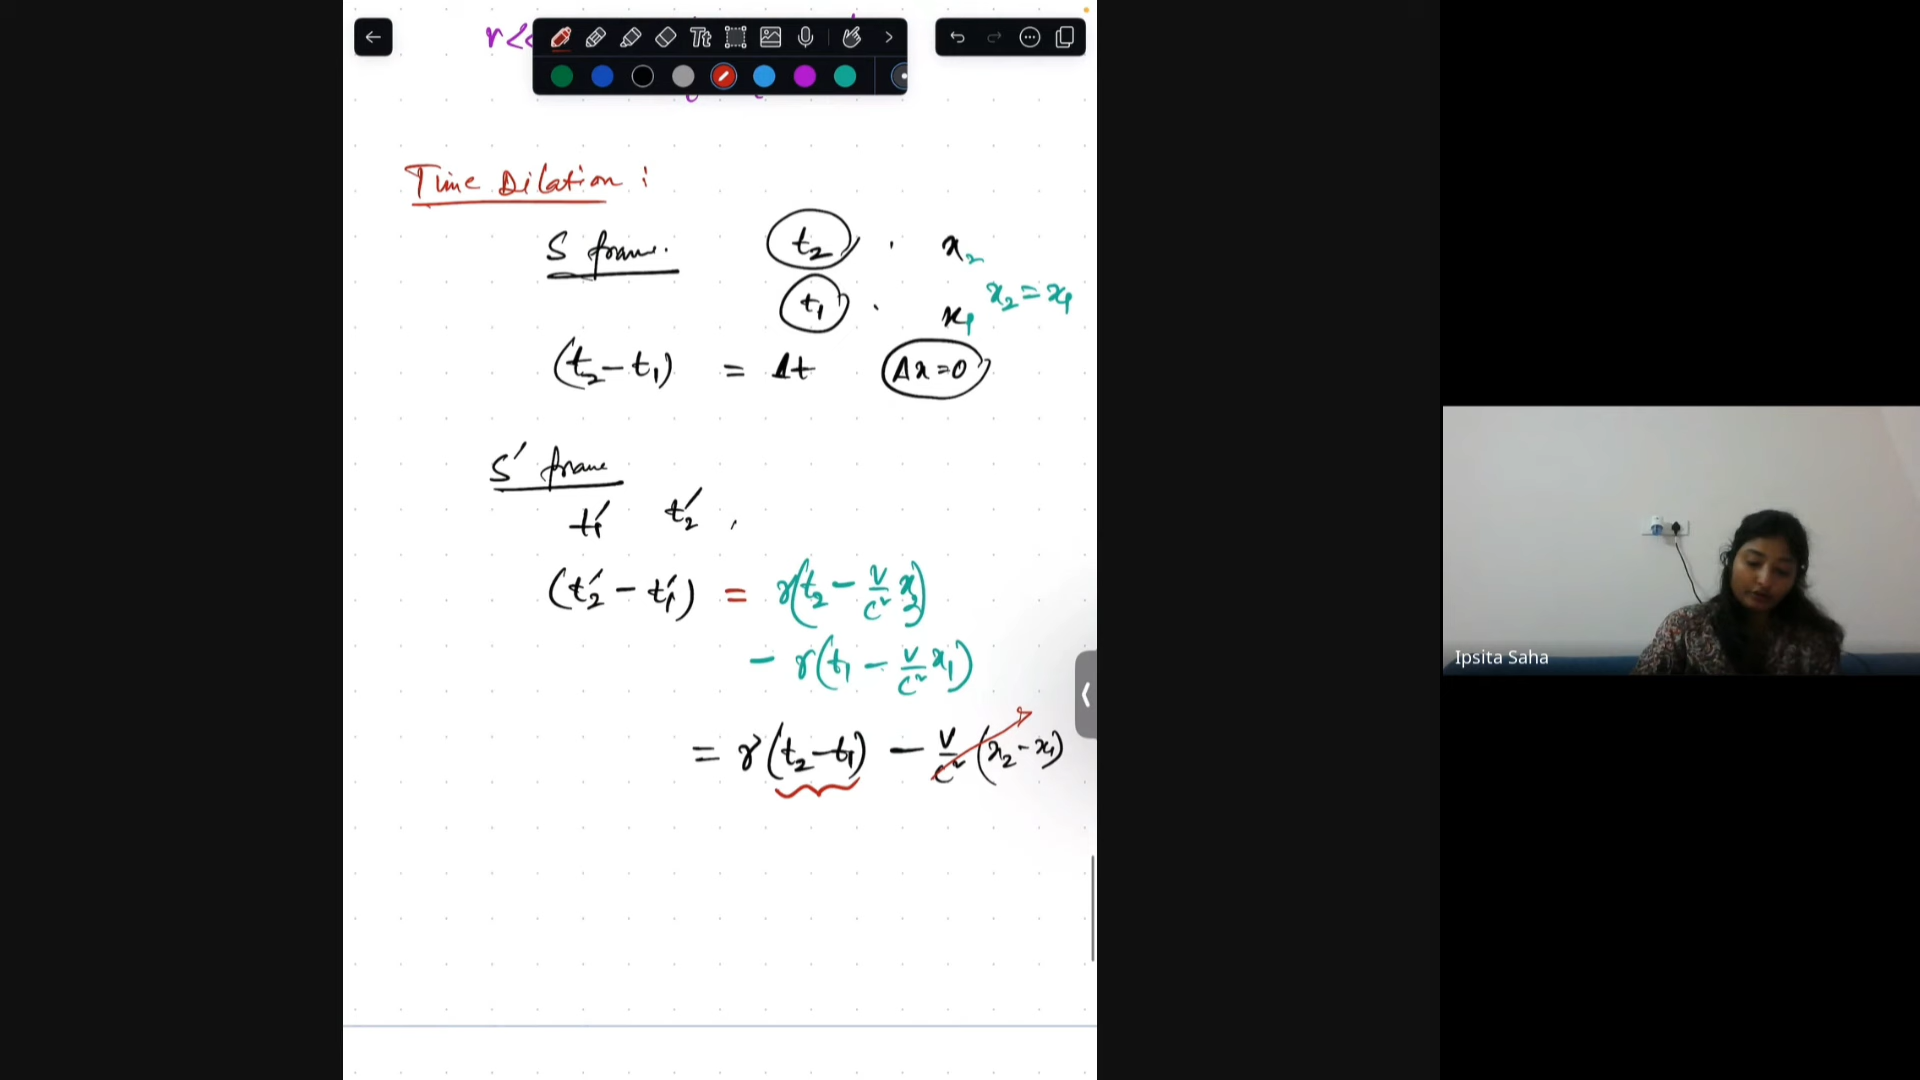 Time Dilation :
S frame. t₂, . x₂
t₁ . x₁ x₂ = x₁
(t₂ - t₁) = Δt Δx = 0
S′ frame
t₁′ t₂′ ,
(t₂′ - t₁′) = γ(t₂ - v/c² x₂)
- γ(t₁ - v/c² x₁)
= γ(t₂ - t₁) - v/c² (x₂ - x₁)
Tt
Ipsita Saha